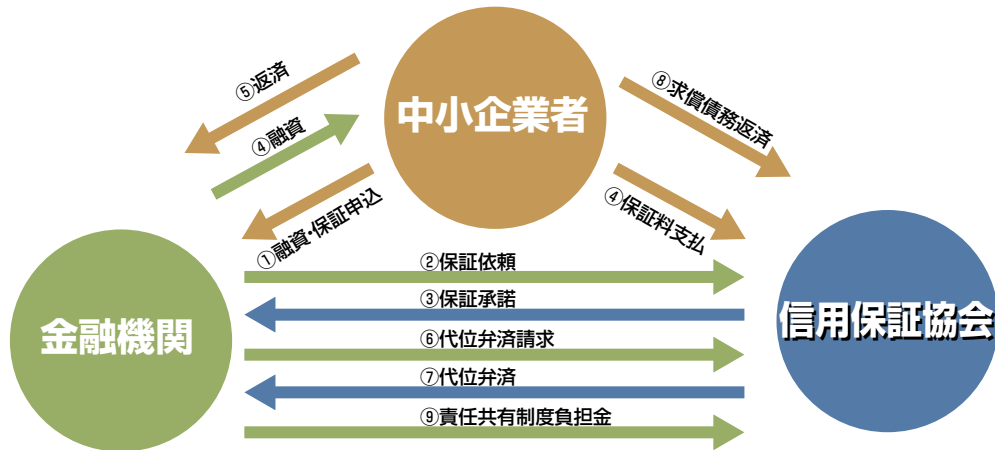 中小企業者
⑤返済
④融資
①融資・保証申込
⑧求償債務返済
④保証料支払
金融機関
信用保証協会
②保証依頼
③保証承諾
⑥代位弁済請求
⑦代位弁済
⑨責任共有制度負担金